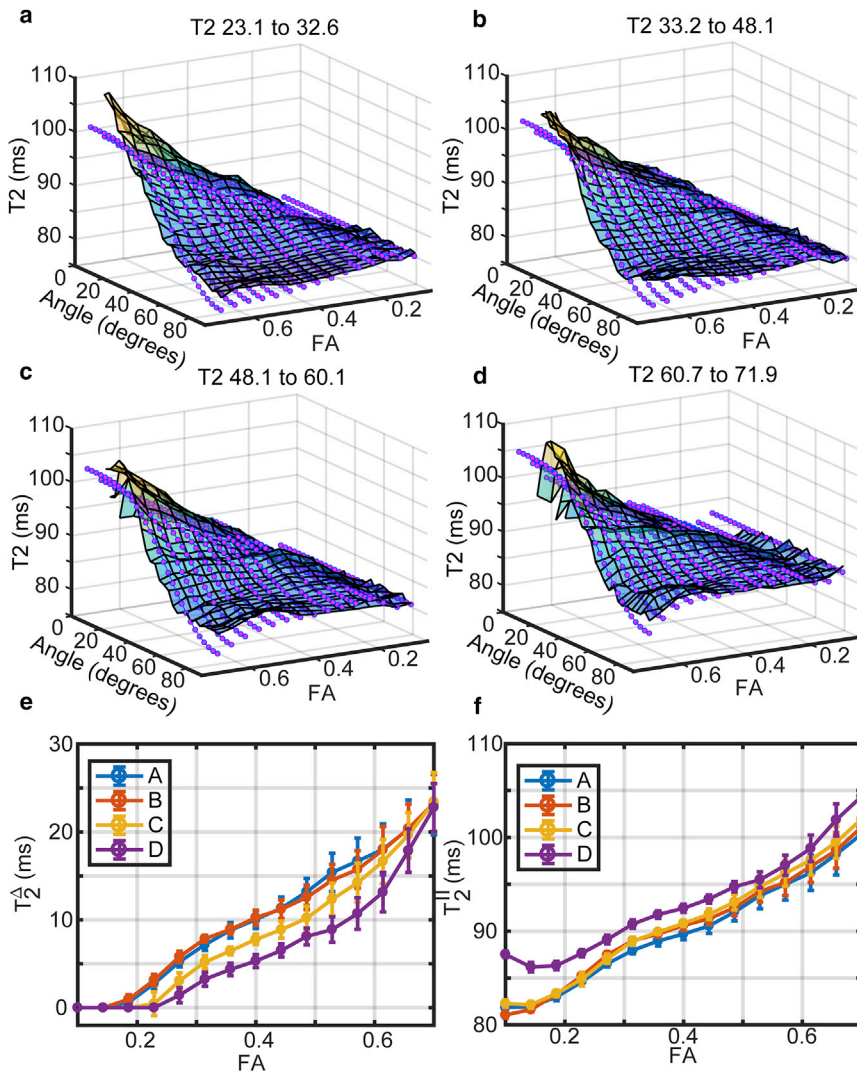 a
T2 23.1 to 32.6
110
100
90
80
T2 (ms)
0
20
40
60
80
Angle (degrees)
0.6
0.4
0.2
FA
b
T2 33.2 to 48.1
110
100
90
80
T2 (ms)
0
20
40
60
80
Angle (degrees)
0.6
0.4
0.2
FA
c
T2 48.1 to 60.1
110
100
90
80
T2 (ms)
0
20
40
60
80
Angle (degrees)
0.6
0.4
0.2
FA
d
T2 60.7 to 71.9
110
100
90
80
T2 (ms)
0
20
40
60
80
Angle (degrees)
0.6
0.4
0.2
FA
e
30
20
10
0
T₂^Δ (ms)
A
B
C
D
0.2
0.4
0.6
FA
f
110
100
90
80
T₂^II (ms)
A
B
C
D
0.2
0.4
0.6
FA